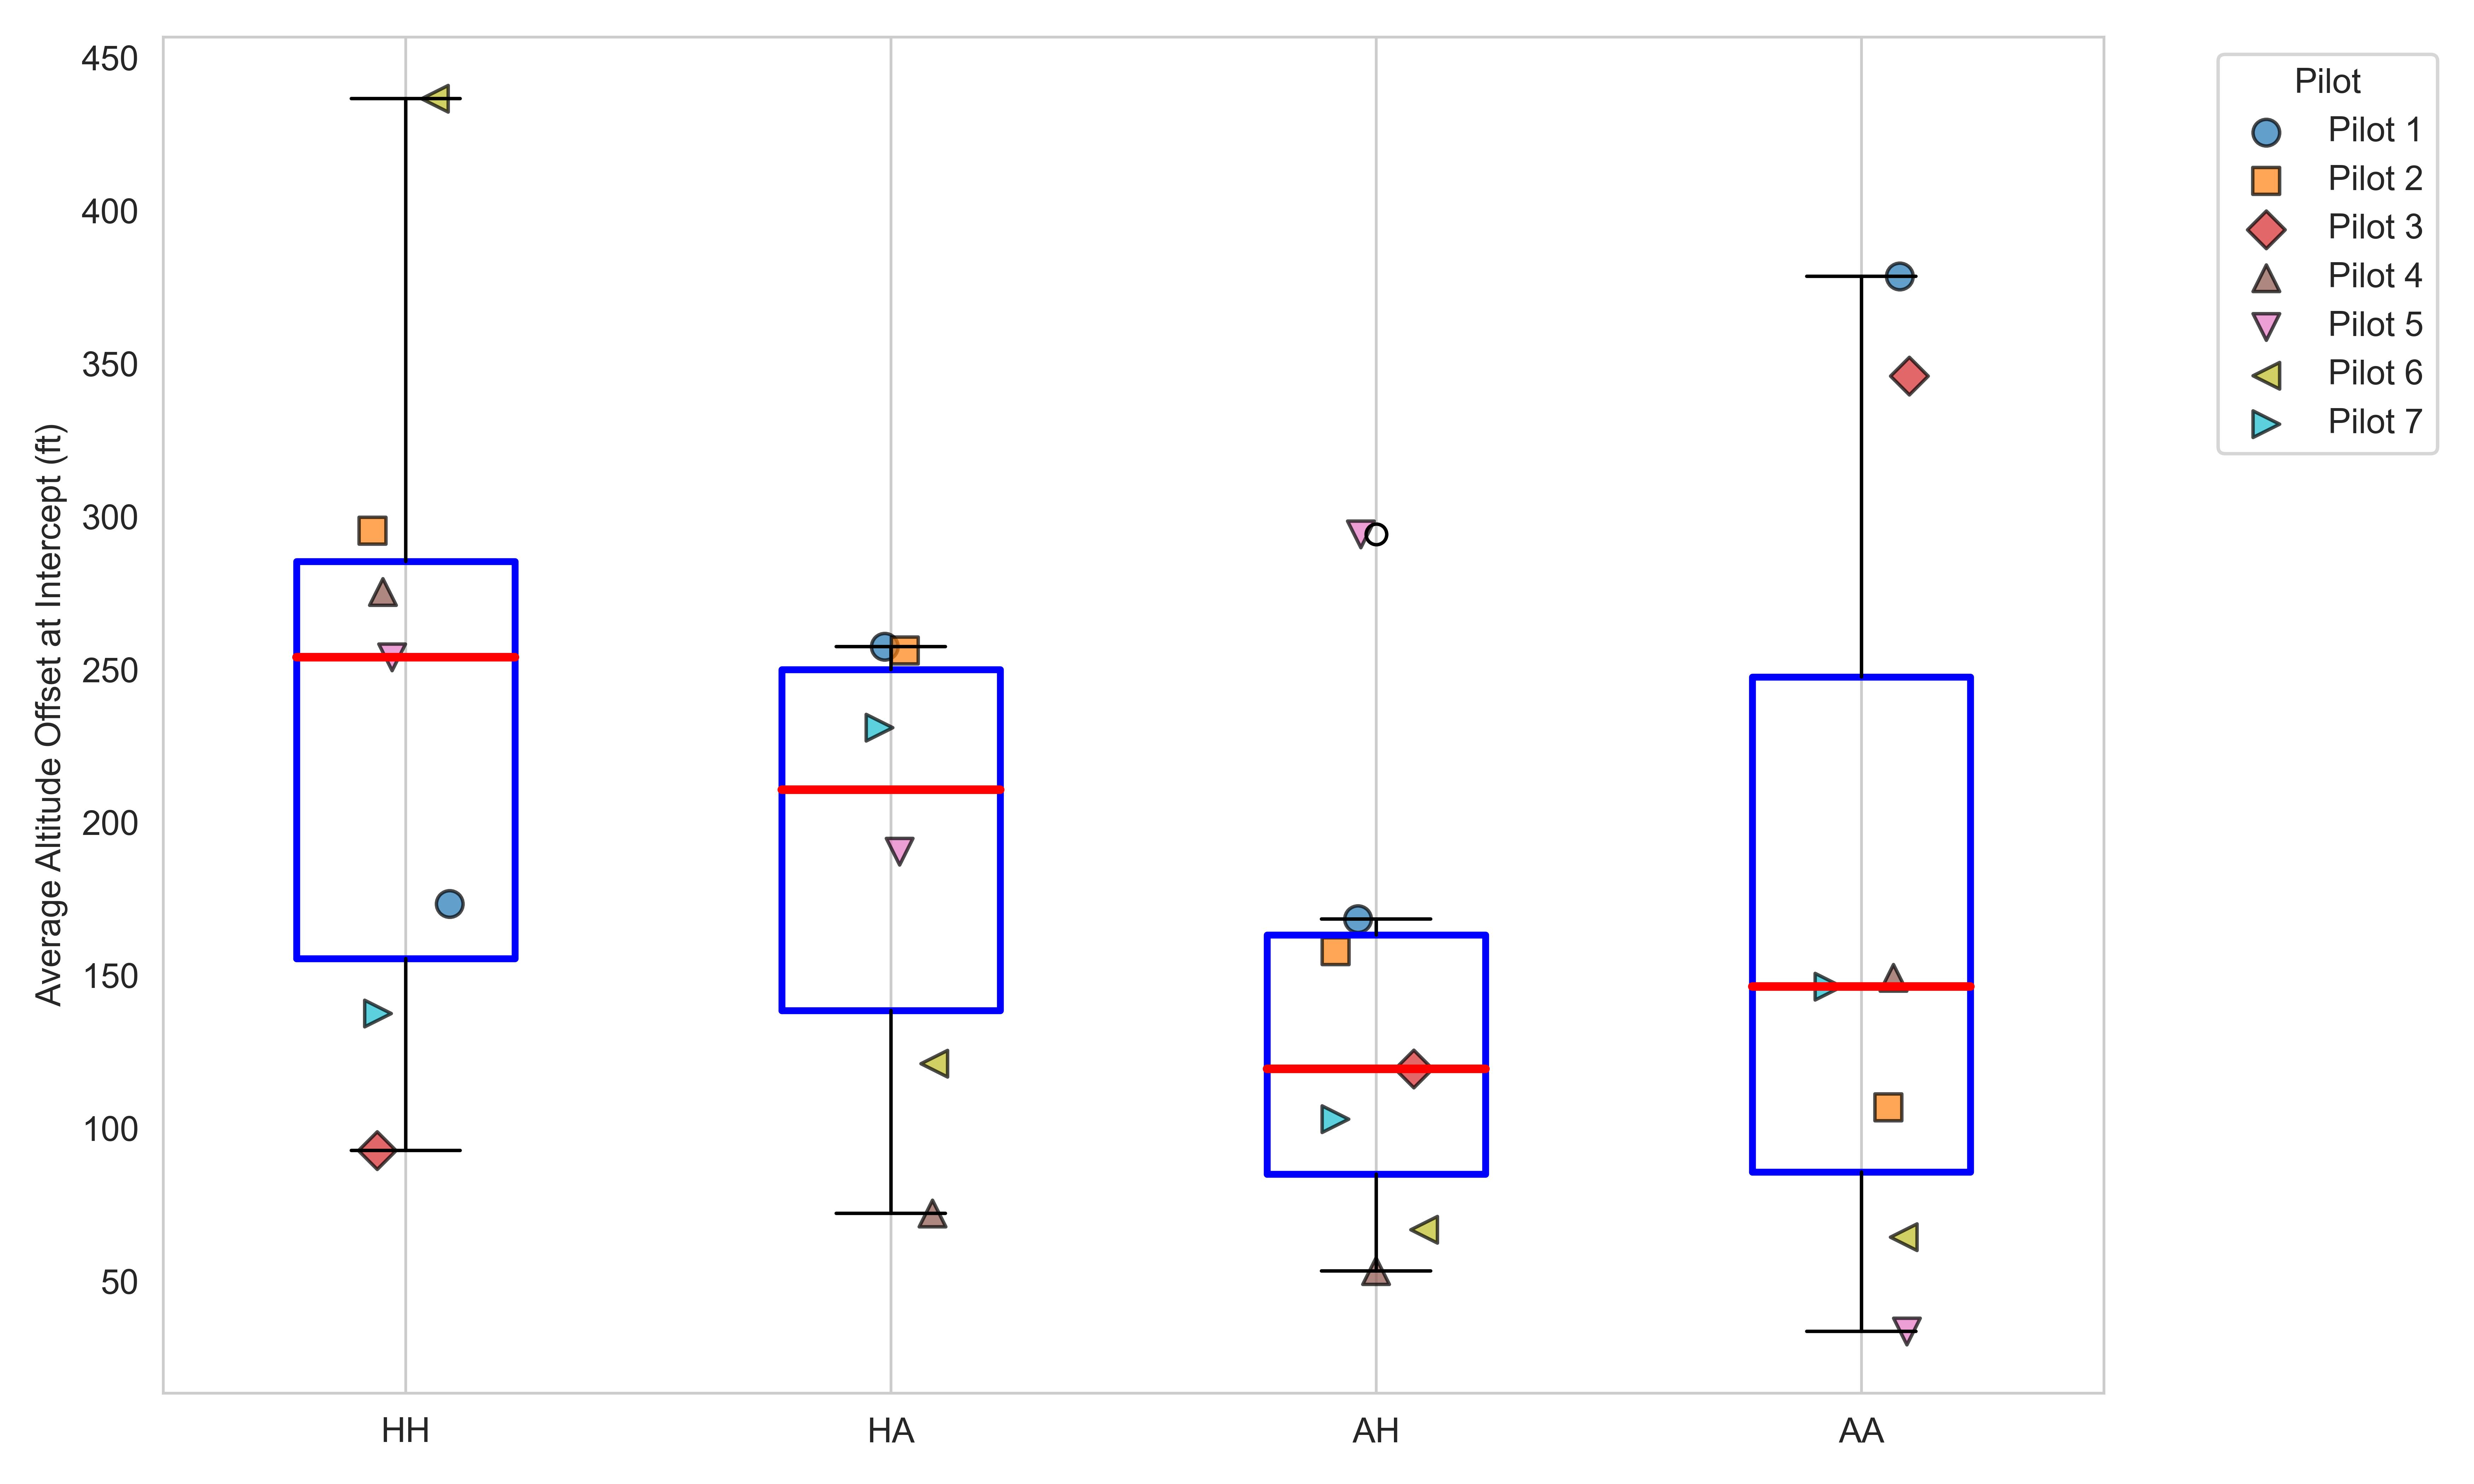 450
400
350
300
250
200
150
100
50
Average Altitude Offset at Intercept (ft)
HH
HA
AH
AA
Pilot
Pilot 1
Pilot 2
Pilot 3
Pilot 4
Pilot 5
Pilot 6
Pilot 7